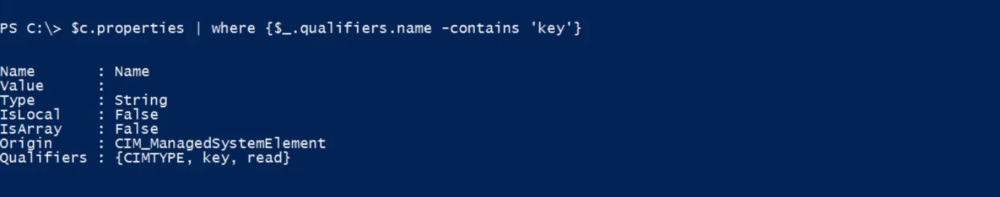 PS C:\> $c.properties | where {$_.qualifiers.name -contains 'key'}
Name : Name
Value :
Type : String
IsLocal : False
IsArray : False
Origin : CIM_ManagedSystemElement
Qualifiers : {CIMTYPE, key, read}